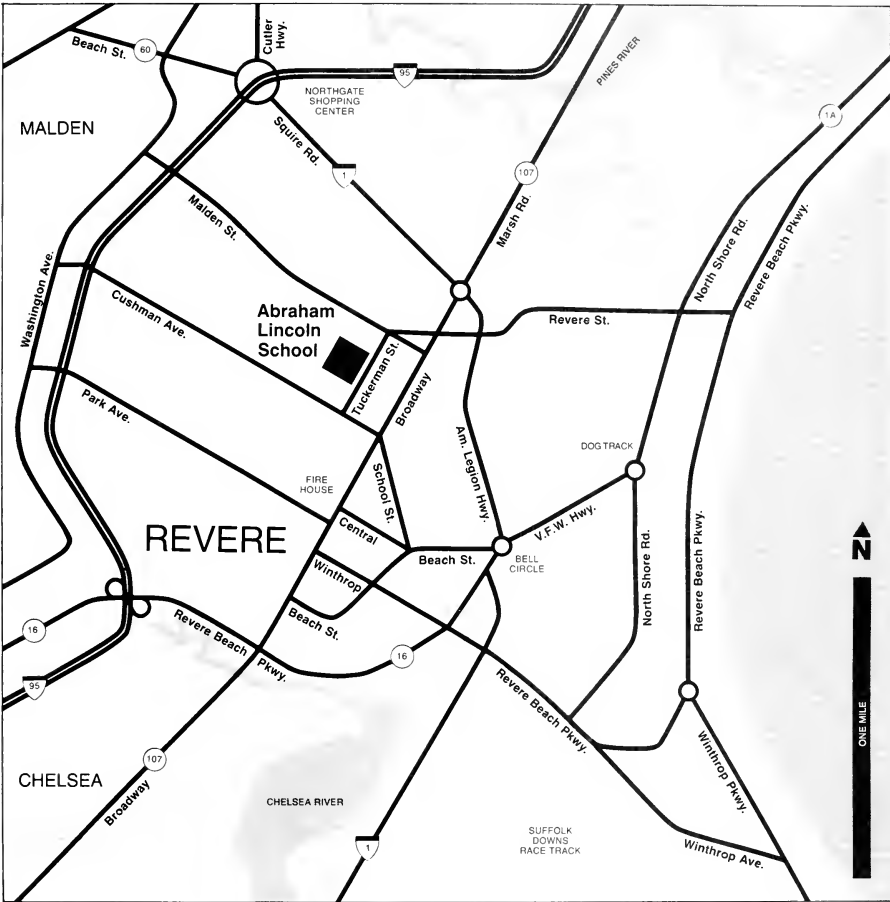 Beach St.
60
Cutler
Hwy.
95
NORTHGATE
SHOPPING
CENTER
PINES RIVER
MALDEN
1A
Squire Rd.
1
107
Marsh Rd.
Malden St.
North Shore Rd.
Revere Beach Pkwy.
Washington Ave.
Cushman Ave.
Abraham
Lincoln
School
Revere St.
Tuckerman St.
Broadway
Park Ave.
Am. Legion Hwy.
DOG TRACK
School St.
FIRE
HOUSE
V.F.W. Hwy.
REVERE
Central
Beach St.
BELL
CIRCLE
N
Winthrop
North Shore Rd.
Revere Beach Pkwy.
Beach St.
16
Revere Beach
Pkwy.
16
95
Revere Beach Pkwy.
ONE MILE
107
Winthrop Pkwy.
CHELSEA
Broadway
CHELSEA RIVER
1
SUFFOLK
DOWNS
RACE TRACK
Winthrop Ave.